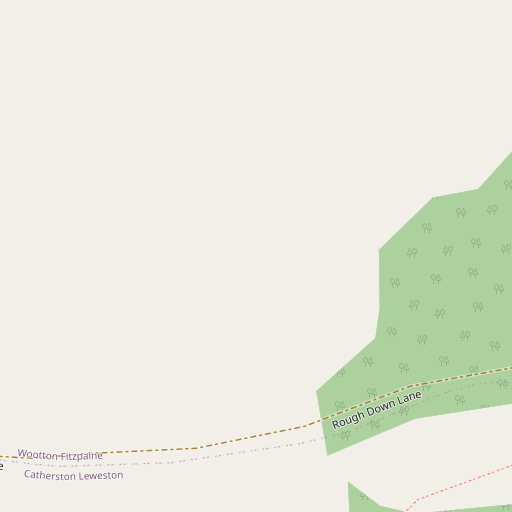 Rough Down Lane
Wootton Fitzpaine
e
Catherston Leweston